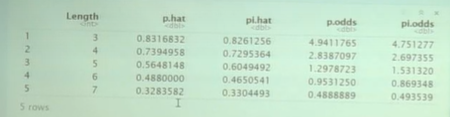 Length p.hat pi.hat p.odds pi.odds
<int> <dbl> <dbl> <dbl> <dbl>
1 3 0.8316832 0.8261256 4.9411765 4.751277
2 4 0.7394958 0.7295364 2.8387097 2.697355
3 5 0.5648148 0.6049492 1.2978723 1.531320
4 6 0.4880000 0.4650541 0.9531250 0.869348
5 7 0.3283582 0.3304493 0.4888889 0.493539
5 rows